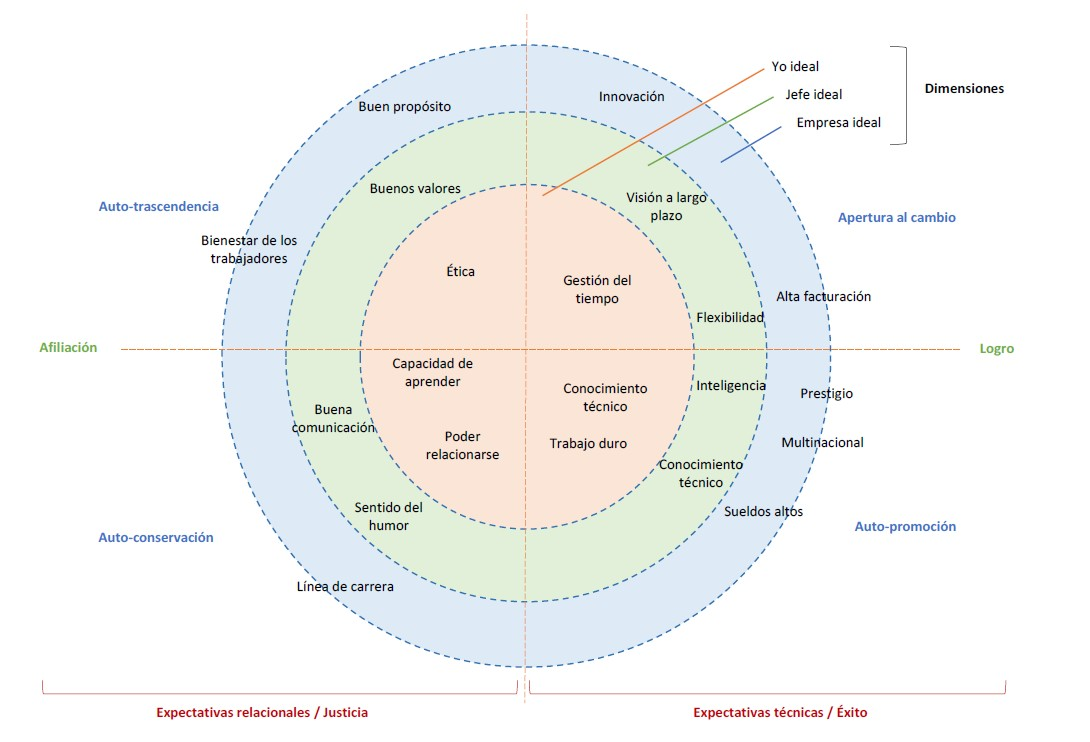 Yo ideal
Jefe ideal
Dimensiones
Empresa ideal
Buen propósito
Innovación
Buenos valores
Visión a largo
plazo
Auto-trascendencia
Apertura al cambio
Bienestar de los
trabajadores
Ética
Gestión del
tiempo
Alta facturación
Flexibilidad
Afiliación
Logro
Capacidad de
aprender
Conocimiento
técnico
Inteligencia
Prestigio
Buena
comunicación
Poder
relacionarse
Trabajo duro
Multinacional
Conocimiento
técnico
Sentido del
humor
Sueldos altos
Auto-conservación
Auto-promoción
Línea de carrera
Expectativas relacionales / Justicia
Expectativas técnicas / Éxito